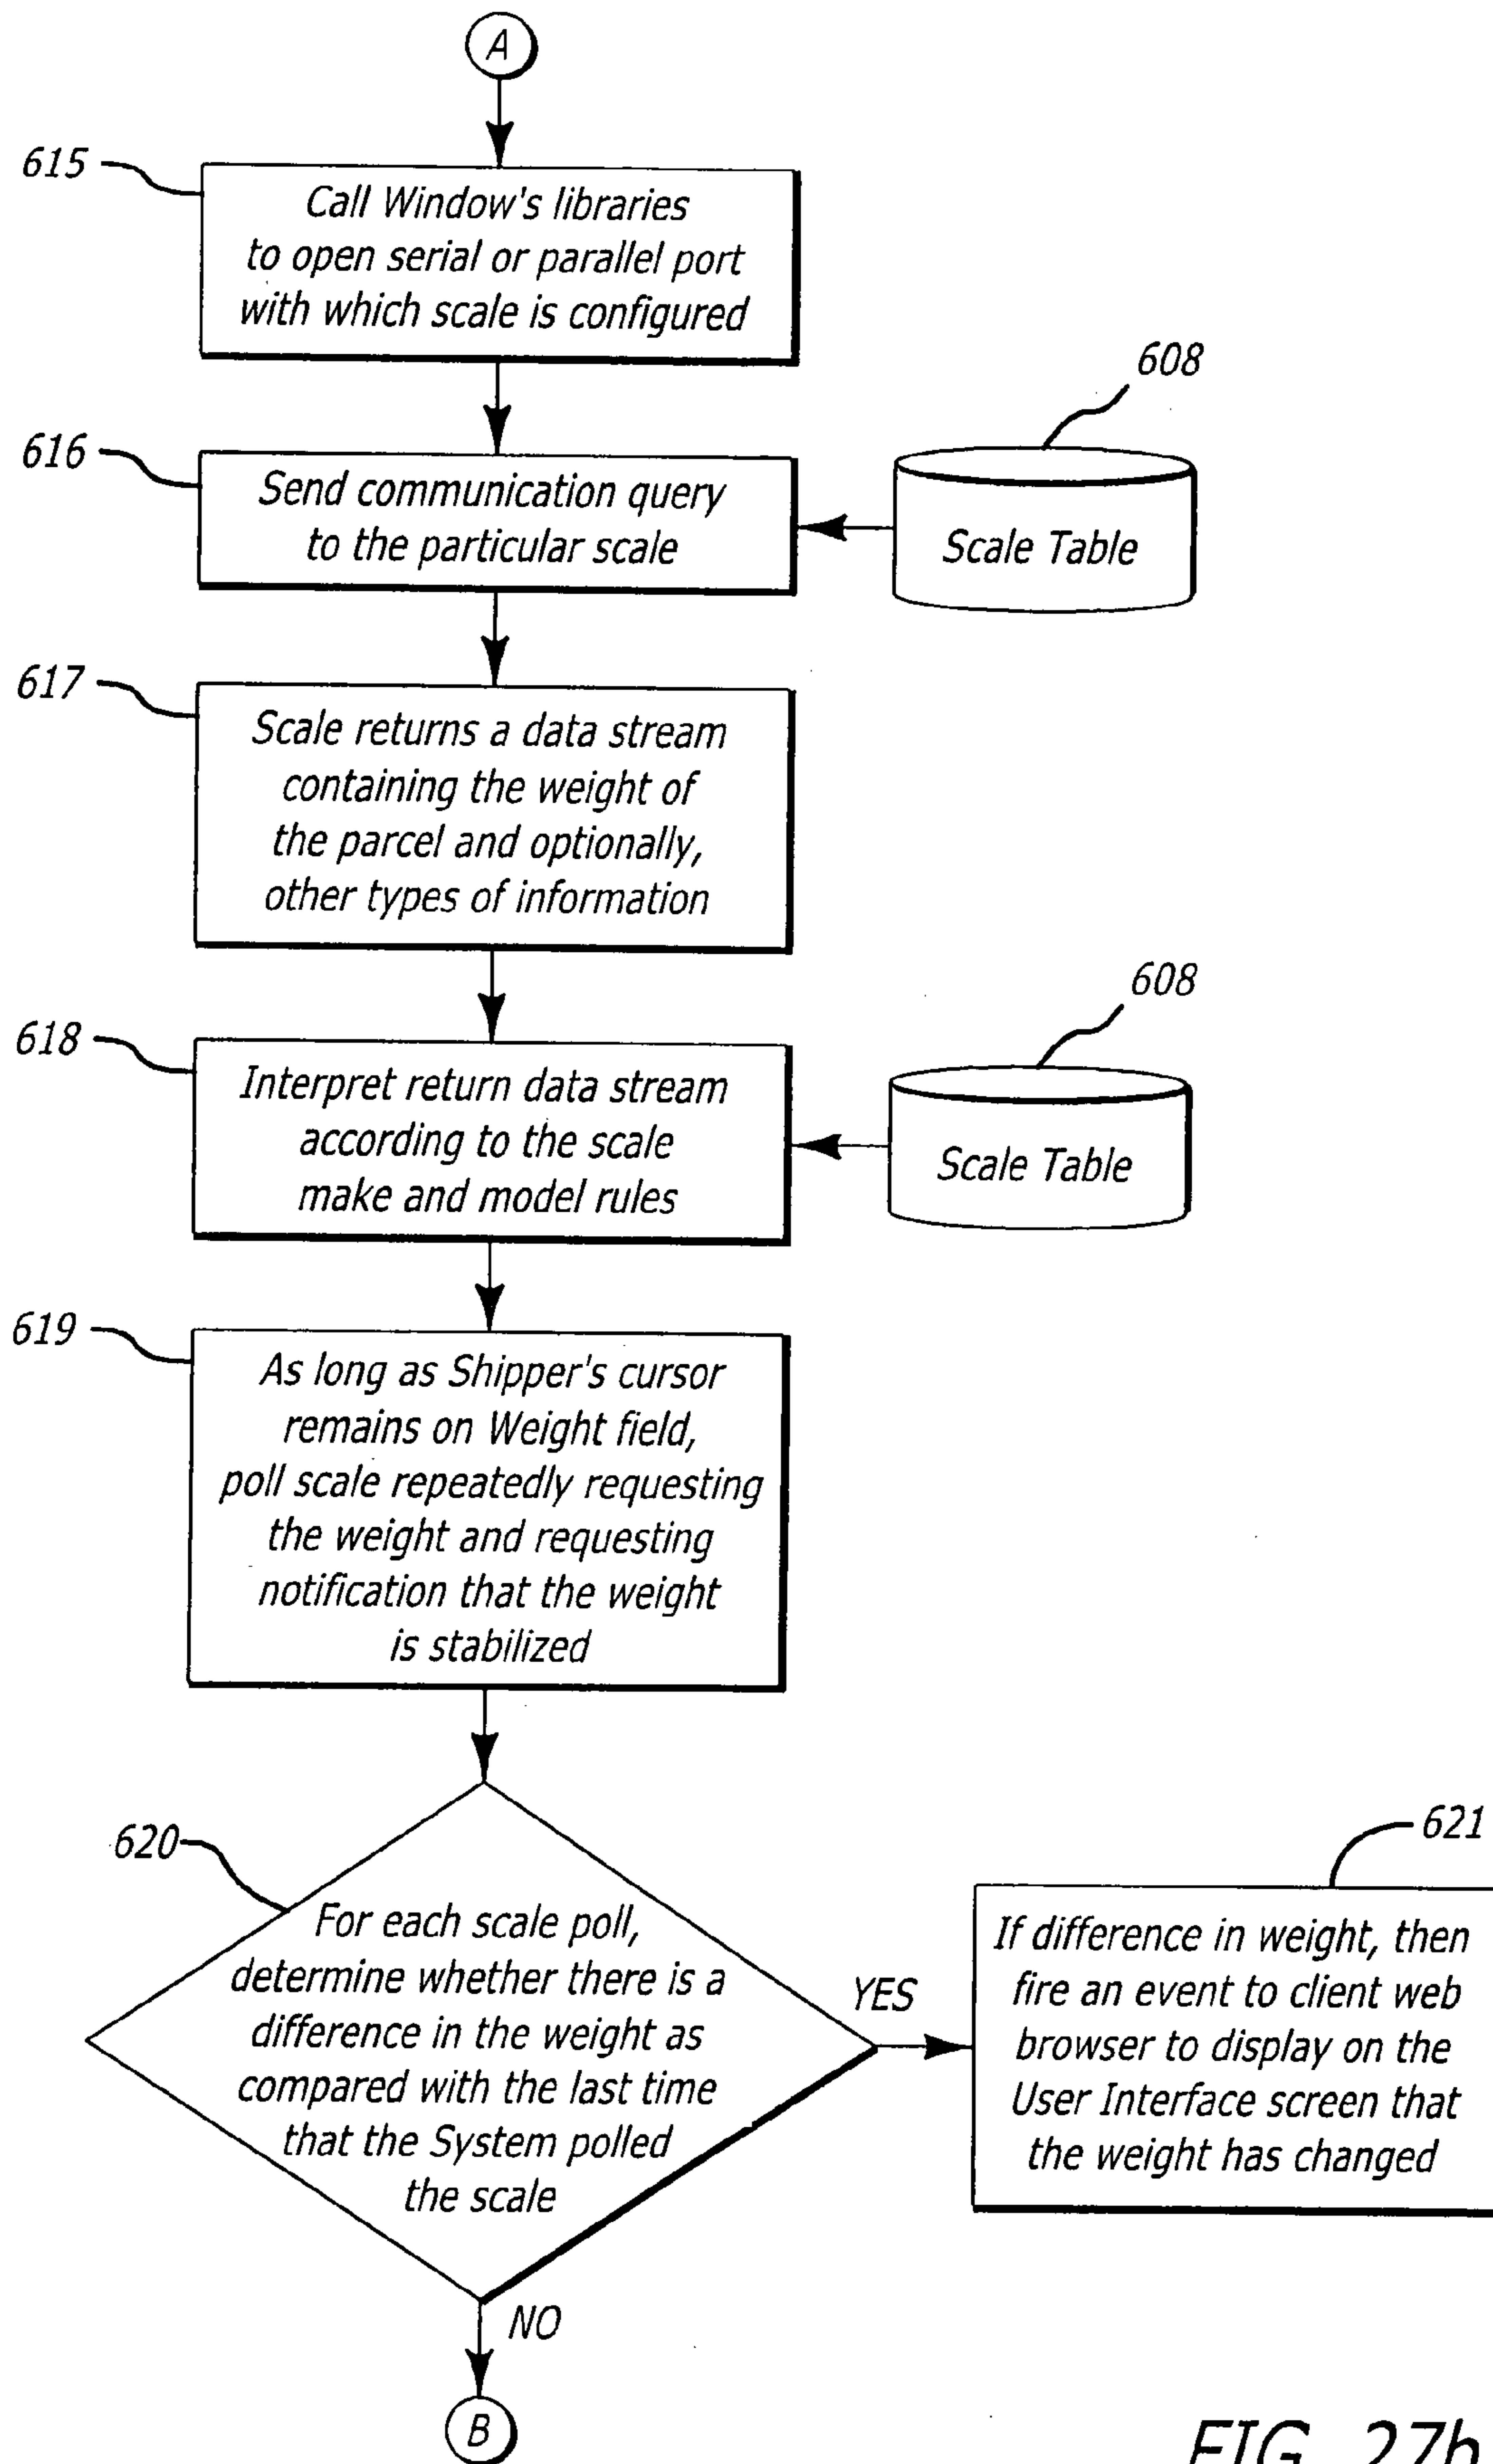 A
615
Call Window's libraries
to open serial or parallel port
with which scale is configured
608
616
Send communication query
to the particular scale
Scale Table
617
Scale returns a data stream
containing the weight of
the parcel and optionally,
other types of information
608
618
Interpret return data stream
according to the scale
make and model rules
Scale Table
619
As long as Shipper's cursor
remains on Weight field,
poll scale repeatedly requesting
the weight and requesting
notification that the weight
is stabilized
620
For each scale poll,
determine whether there is a
difference in the weight as
compared with the last time
that the System polled
the scale
YES
621
If difference in weight, then
fire an event to client web
browser to display on the
User Interface screen that
the weight has changed
NO
B
FIG. 27b